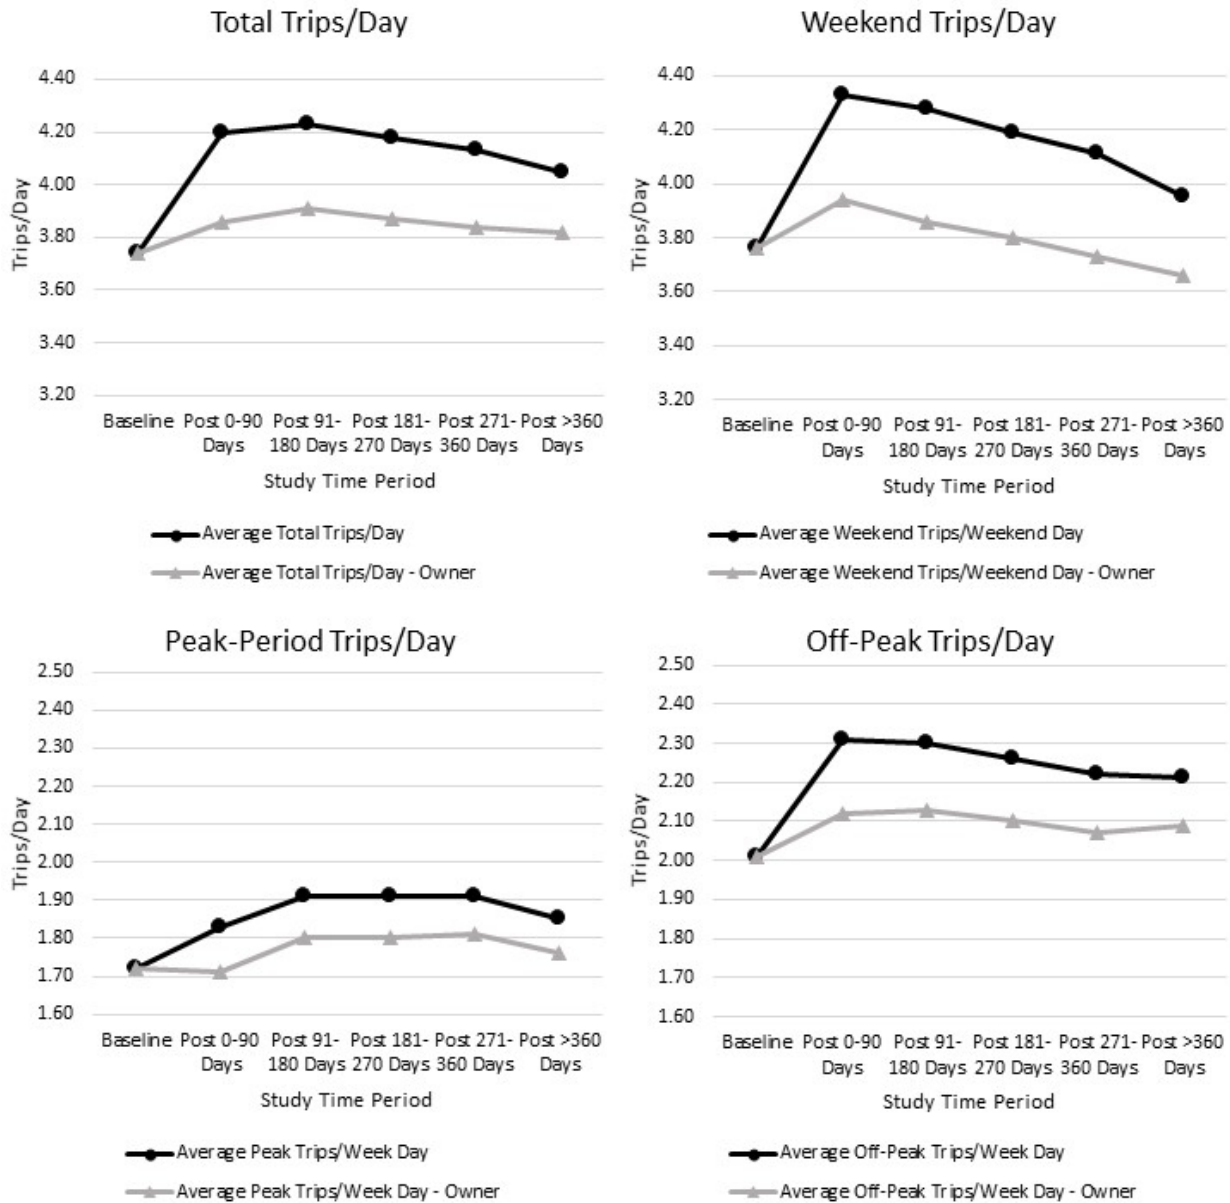 Total Trips/Day
4.40
4.20
4.00
3.80
3.60
3.40
3.20
Trips/Day
Baseline Post 0-90 Post 91- Post 181- Post 271- Post >360
Days 180 Days 270 Days 360 Days Days
Study Time Period
Average Total Trips/Day
Average Total Trips/Day - Owner
Weekend Trips/Day
4.40
4.20
4.00
3.80
3.60
3.40
3.20
Trips/Day
Baseline Post 0-90 Post 91- Post 181- Post 271- Post >360
Days 180 Days 270 Days 360 Days Days
Study Time Period
Average Weekend Trips/Weekend Day
Average Weekend Trips/Weekend Day - Owner
Peak-Period Trips/Day
2.50
2.40
2.30
2.20
2.10
2.00
1.90
1.80
1.70
1.60
Trips/Day
Baseline Post 0-90 Post 91- Post 181- Post 271- Post >360
Days 180 Days 270 Days 360 Days Days
Study Time Period
Average Peak Trips/Week Day
Average Peak Trips/Week Day - Owner
Off-Peak Trips/Day
2.50
2.40
2.30
2.20
2.10
2.00
1.90
1.80
1.70
1.60
Trips/Day
Baseline Post 0-90 Post 91- Post 181- Post 271- Post >360
Days 180 Days 270 Days 360 Days Days
Study Time Period
Average Off-Peak Trips/Week Day
Average Off-Peak Trips/Week Day - Owner